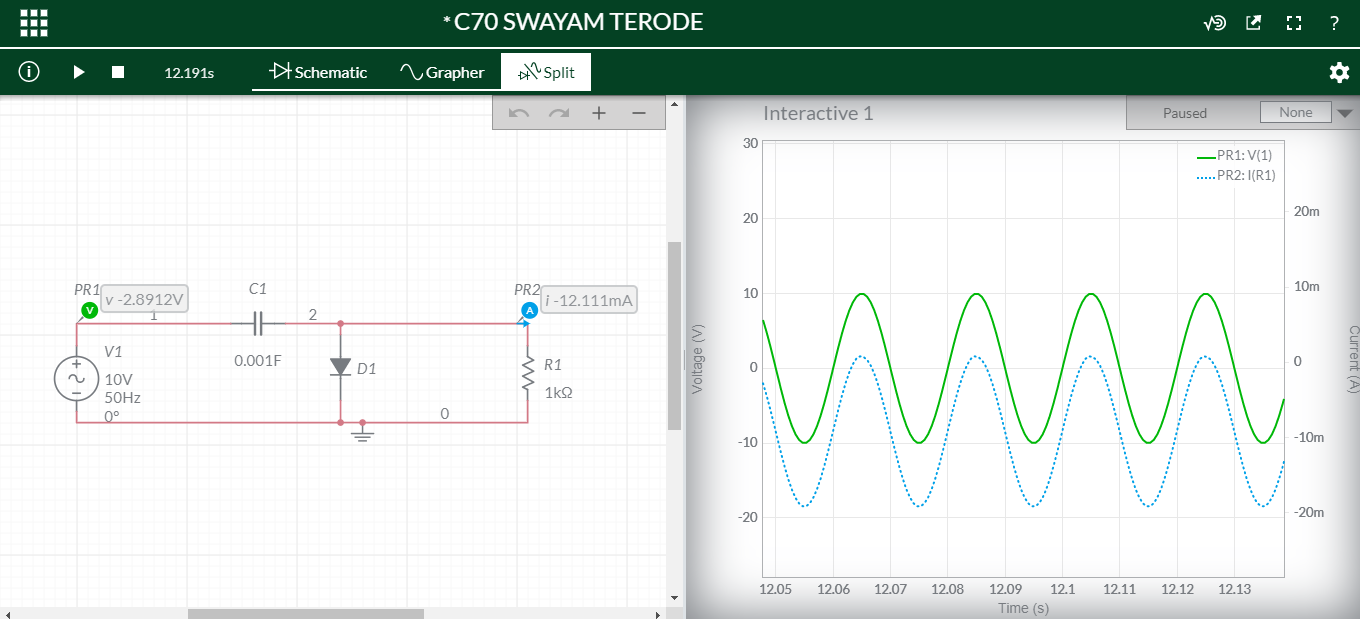 * C70 SWAYAM TERODE
?
12.191s
Schematic
Grapher
Split
Interactive 1
Paused
None
PR1
V
v -2.8912V
1
C1
0.001F
2
PR2
A
i -12.111mA
V1
10V
50Hz
0°
D1
R1
1kΩ
0
PR1: V(1)
PR2: I(R1)
30
20
10
0
-10
-20
Voltage (V)
20m
10m
0
-10m
-20m
Current (A)
12.05 12.06 12.07 12.08 12.09 12.1 12.11 12.12 12.13
Time (s)